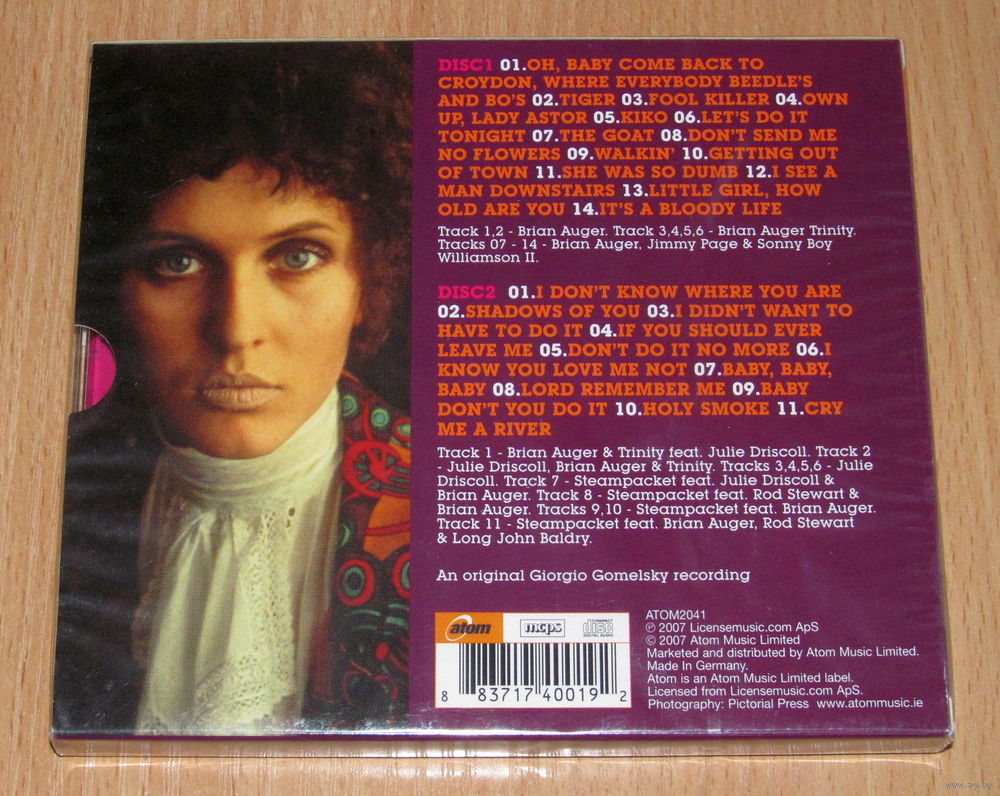 DISC1 01.OH, BABY COME BACK TO
CROYDON, WHERE EVERYBODY BEEDLE'S
AND BO'S 02.TIGER 03.FOOL KILLER 04.OWN
UP, LADY ASTOR 05.KIKO 06.LET'S DO IT
TONIGHT 07.THE GOAT 08.DON'T SEND ME
NO FLOWERS 09.WALKIN' 10.GETTING OUT
OF TOWN 11.SHE WAS SO DUMB 12.I SEE A
MAN DOWNSTAIRS 13.LITTLE GIRL, HOW
OLD ARE YOU 14.IT'S A BLOODY LIFE
Track 1,2 - Brian Auger. Track 3,4,5,6 - Brian Auger Trinity.
Tracks 07 - 14 - Brian Auger, Jimmy Page & Sonny Boy
Williamson II.
DISC2 01.I DON'T KNOW WHERE YOU ARE
02.SHADOWS OF YOU 03.I DIDN'T WANT TO
HAVE TO DO IT 04.IF YOU SHOULD EVER
LEAVE ME 05.DON'T DO IT NO MORE 06.I
KNOW YOU LOVE ME NOT 07.BABY, BABY,
BABY 08.LORD REMEMBER ME 09.BABY
DON'T YOU DO IT 10.HOLY SMOKE 11.CRY
ME A RIVER
Track 1 - Brian Auger & Trinity feat. Julie Driscoll. Track 2
- Julie Driscoll, Brian Auger & Trinity. Tracks 3,4,5,6 - Julie
Driscoll. Track 7 - Steampacket feat. Julie Driscoll &
Brian Auger. Track 8 - Steampacket feat. Rod Stewart &
Brian Auger. Tracks 9,10 - Steampacket feat. Brian Auger.
Track 11 - Steampacket feat. Brian Auger, Rod Stewart
& Long John Baldry.
An original Giorgio Gomelsky recording
atom mcps COMPACT disc DIGITAL AUDIO
8 83717 40019 2
ATOM2041
℗ 2007 Licensemusic.com ApS
© 2007 Atom Music Limited
Marketed and distributed by Atom Music Limited.
Made In Germany.
Atom is an Atom Music Limited label.
Licensed from Licensemusic.com ApS.
Photography: Pictorial Press www.atommusic.ie
www.ay.by